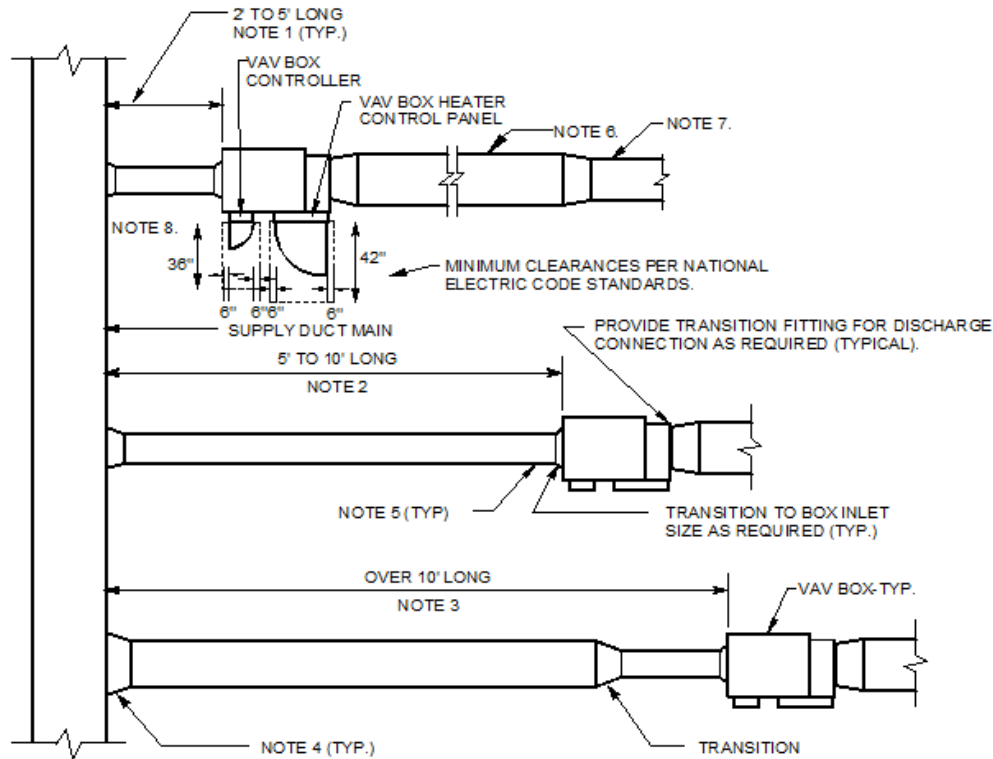 2' TO 5' LONG
NOTE 1 (TYP.)
VAV BOX
CONTROLLER
VAV BOX HEATER
CONTROL PANEL
NOTE 6.
NOTE 7.
NOTE 8.
36"
42"
6"
6"
6"
6"
MINIMUM CLEARANCES PER NATIONAL
ELECTRIC CODE STANDARDS.
SUPPLY DUCT MAIN
PROVIDE TRANSITION FITTING FOR DISCHARGE
CONNECTION AS REQUIRED (TYPICAL).
5' TO 10' LONG
NOTE 2
NOTE 5 (TYP)
TRANSITION TO BOX INLET
SIZE AS REQUIRED (TYP.)
OVER 10' LONG
NOTE 3
VAV BOX-TYP.
NOTE 4 (TYP.)
TRANSITION